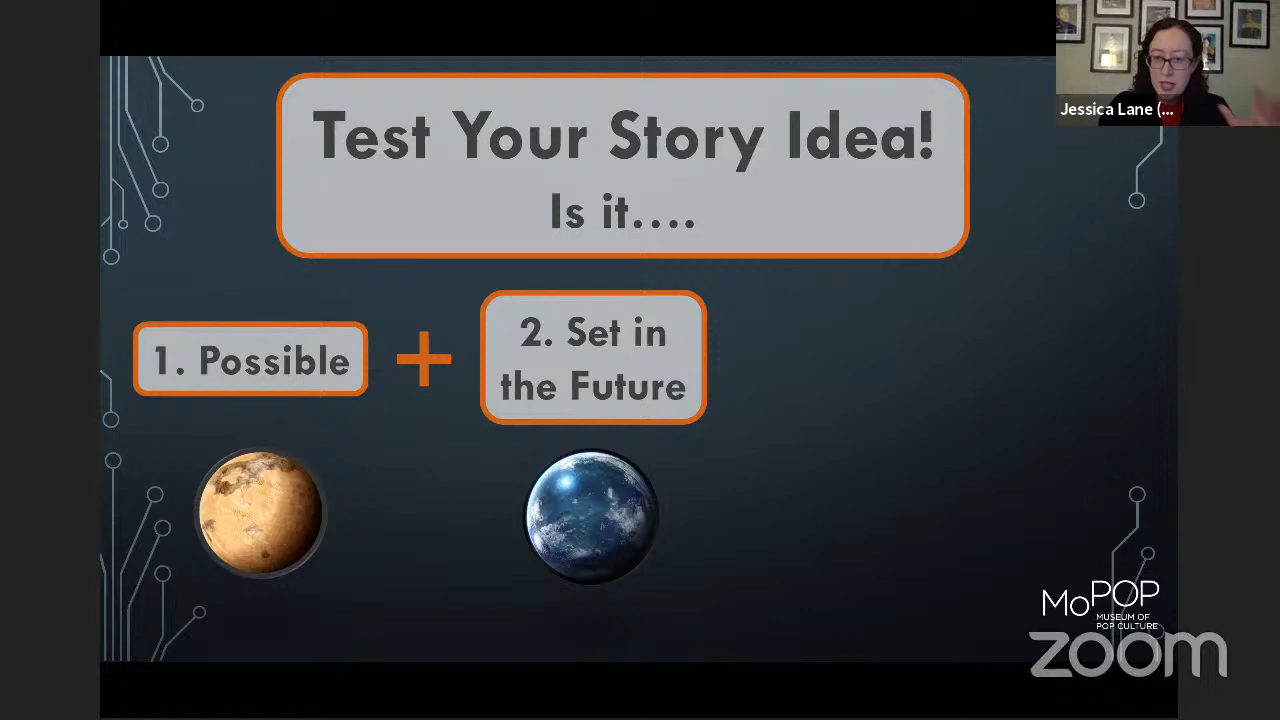 Test Your Story Idea!
Is it....
Jessica Lane (...
1. Possible
+
2. Set in
the Future
MoPOP
MUSEUM OF
POP CULTURE
zoom